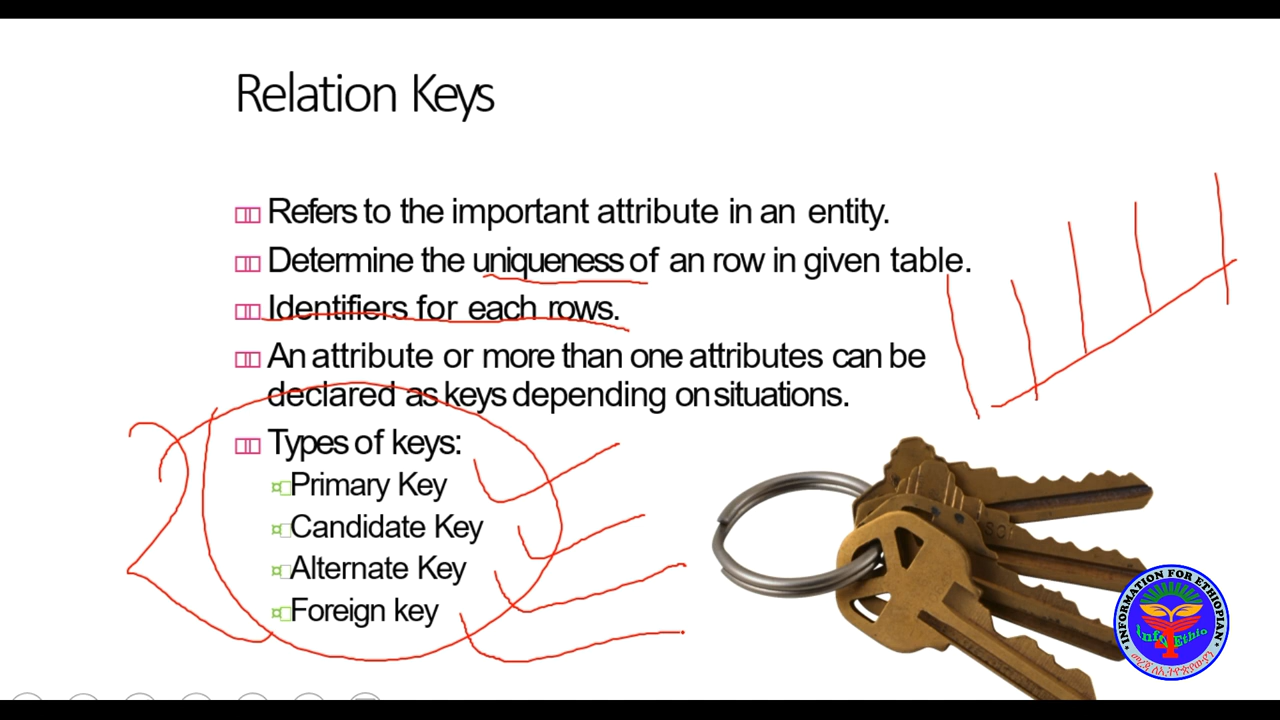 Relation Keys
Refers to the important attribute in an entity.
Determine the uniqueness of an row in given table.
Identifiers for each rows.
An attribute or more than one attributes can be
declared as keys depending on situations.
Types of keys:
Primary Key
Candidate Key
Alternate Key
Foreign key
INFORMATION FOR ETHIOPIAN
Info Ethio
መረጃ ለኢትዮጵያውያን